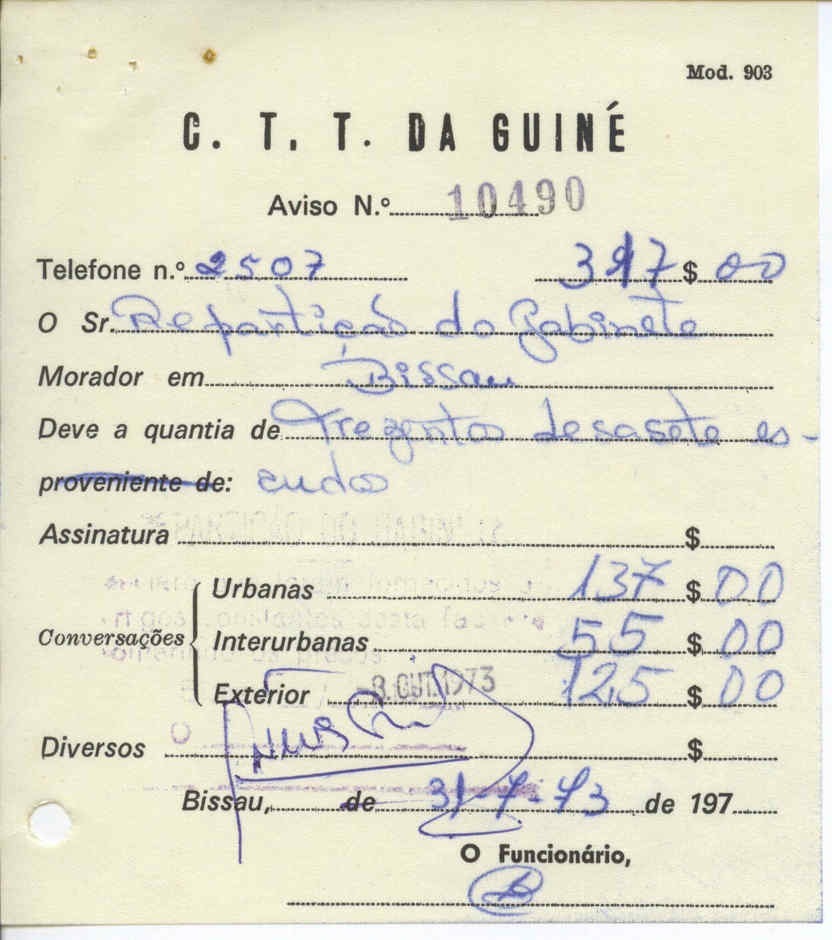 Mod. 903
C. T. T. DA GUINÉ
Aviso N.º 10490
Telefone n.º 2507 317 $ 00
O Sr. Repartição do Gabinete
Morador em Bissau
Deve a quantia de Trezentos desasete es-
proveniente de: cudos
Assinatura $
Urbanas 137 $ 00
Conversações Interurbanas 55 $ 00
Exterior 8. OUT. 1973 125 $ 00
Diversos $
Bissau, de 31-7-73 de 197
O Funcionário,